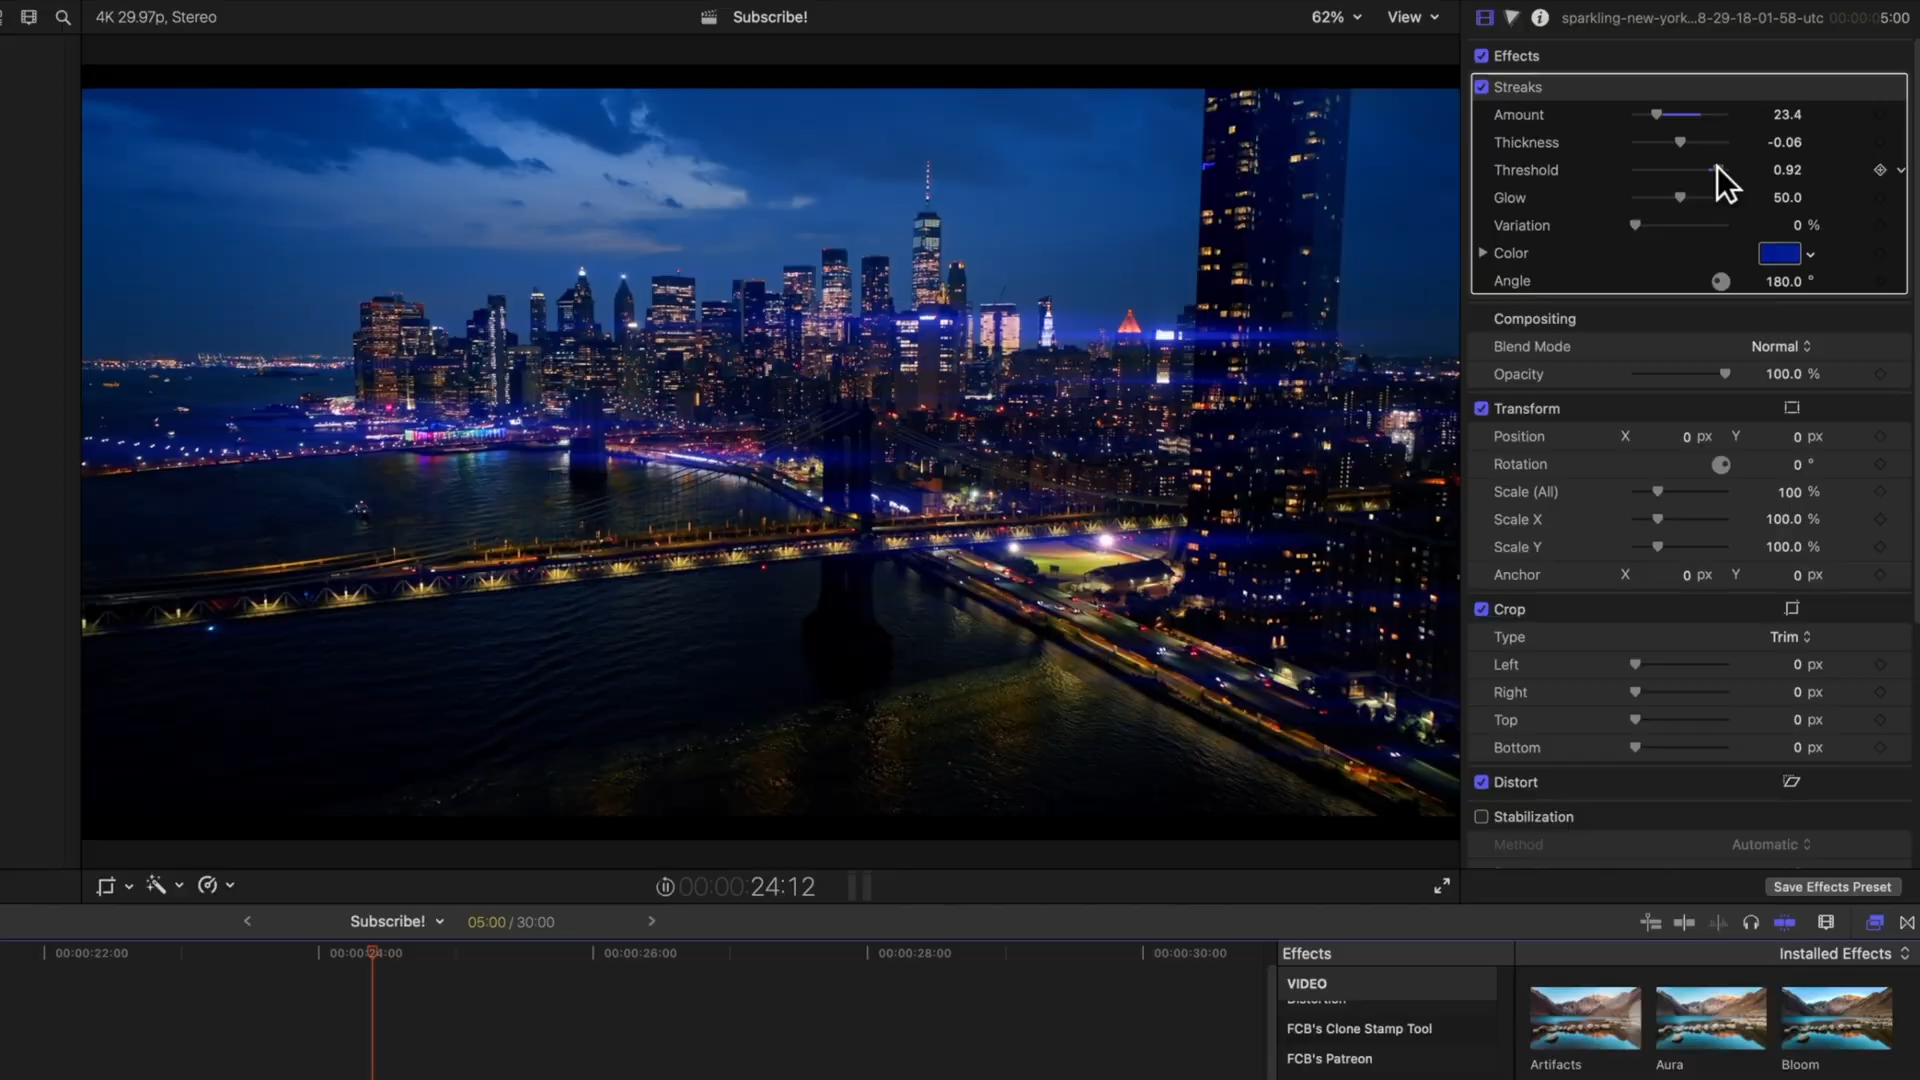 4K 29.97p, Stereo
Subscribe!
62%
View
sparkling-new-york...8-29-18-01-58-utc
00:00:05:00
Effects
Streaks
Amount 23.4
Thickness -0.06
Threshold 0.92
Glow 50.0
Variation 0 %
Color
Angle 180.0 °
Compositing
Blend Mode Normal
Opacity 100.0 %
Transform
Position X 0 px Y 0 px
Rotation 0 °
Scale (All) 100 %
Scale X 100.0 %
Scale Y 100.0 %
Anchor X 0 px Y 0 px
Crop
Type Trim
Left 0 px
Right 0 px
Top 0 px
Bottom 0 px
Distort
Stabilization
Method Automatic
00:00:00:24:12
Save Effects Preset
Subscribe!
05:00 / 30:00
00:00:22:00
00:00:24:00
00:00:26:00
00:00:28:00
00:00:30:00
Effects
Installed Effects
VIDEO
Distortion
FCB's Clone Stamp Tool
FCB's Patreon
Artifacts
Aura
Bloom